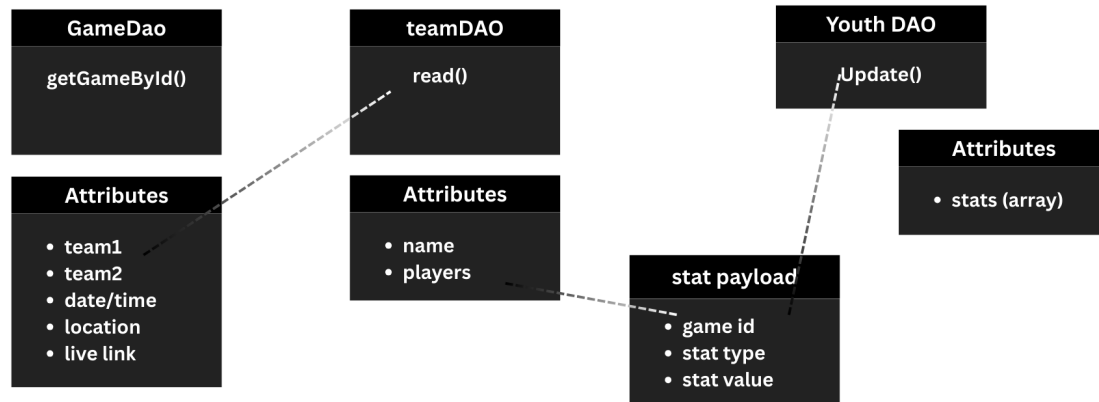 GameDao
getGameById()
Attributes
• team1
• team2
• date/time
• location
• live link
teamDAO
read()
Attributes
• name
• players
stat payload
• game id
• stat type
• stat value
Youth DAO
Update()
Attributes
• stats (array)